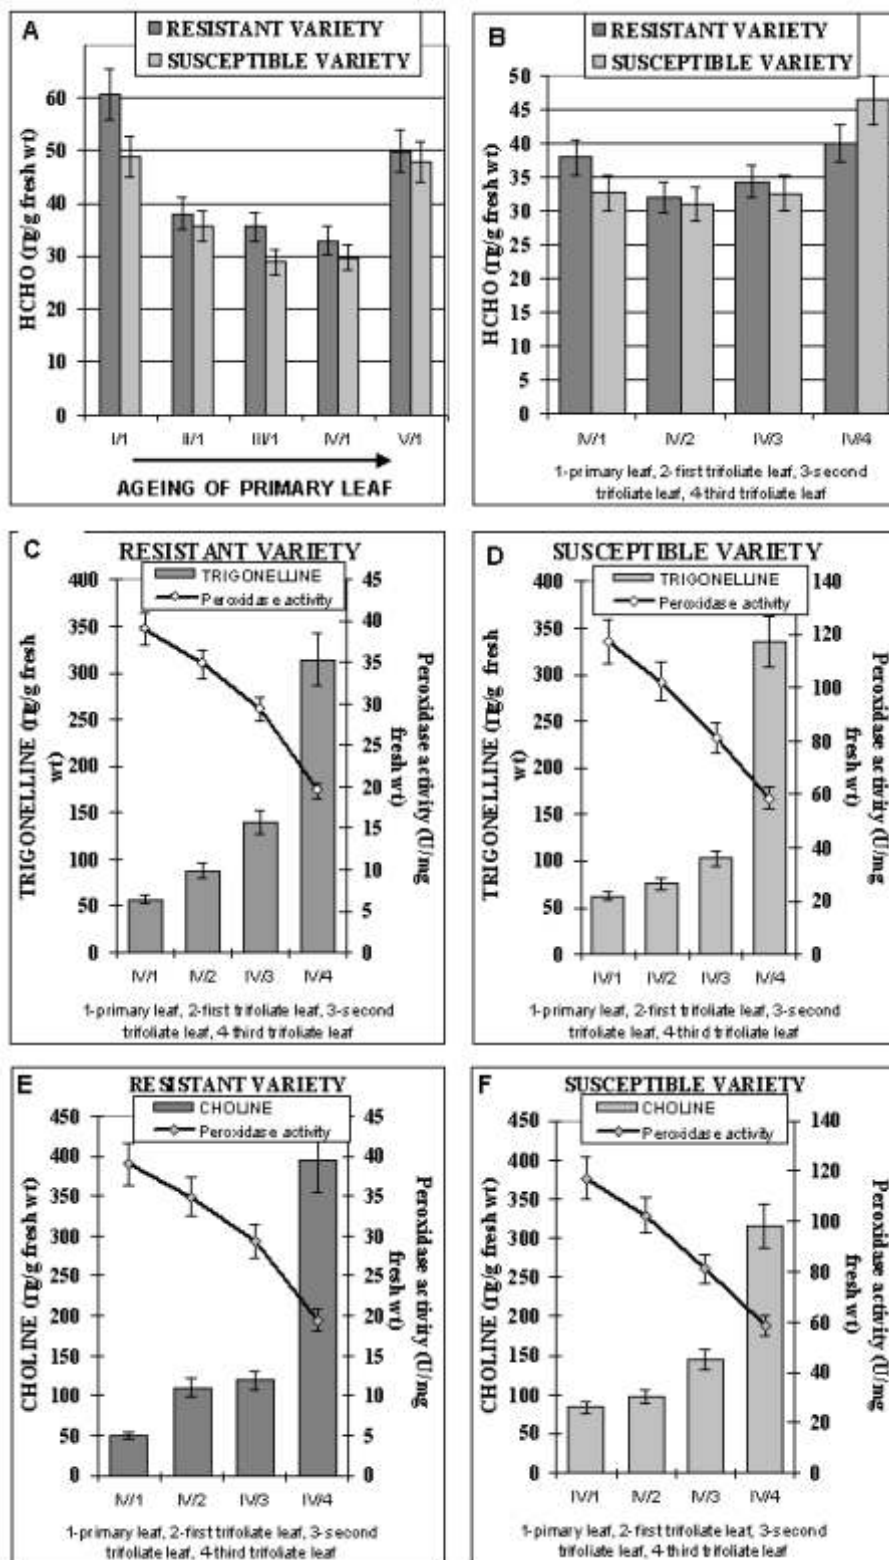 A
RESISTANT VARIETY
SUSCEPTIBLE VARIETY
HCHO (ηg/g fresh wt)
60
50
40
30
20
10
0
I/1 II/1 III/1 IV/1 V/1
AGEING OF PRIMARY LEAF
B
RESISTANT VARIETY
SUSCEPTIBLE VARIETY
HCHO (ηg/g fresh wt)
50
45
40
35
30
25
20
15
10
5
0
IV/1 IV/2 IV/3 IV/4
1-primary leaf, 2-first trifoliate leaf, 3-second
trifoliate leaf, 4-third trifoliate leaf
C
RESISTANT VARIETY
TRIGONELLINE
Peroxidase activity
TRIGONELLINE (ηg/g fresh
wt)
400
350
300
250
200
150
100
50
0
45
40
35
30
25
20
15
10
5
0
Peroxidase activity (U/mg
fresh wt)
IV/1 IV/2 IV/3 IV/4
1-primary leaf, 2-first trifoliate leaf, 3-second
trifoliate leaf, 4-third trifoliate leaf
D
SUSCEPTIBLE VARIETY
TRIGONELLINE
Peroxidase activity
TRIGONELLINE (ηg/g fresh
wt)
400
350
300
250
200
150
100
50
0
140
120
100
80
60
40
20
0
Peroxidase activity (U/mg
fresh wt)
IV/1 IV/2 IV/3 IV/4
1-primary leaf, 2-first trifoliate leaf, 3-second
trifoliate leaf, 4-third trifoliate leaf
E
RESISTANT VARIETY
CHOLINE
Peroxidase activity
CHOLINE (ηg/g fresh wt)
450
400
350
300
250
200
150
100
50
0
45
40
35
30
25
20
15
10
5
0
Peroxidase activity (U/mg
fresh wt)
IV/1 IV/2 IV/3 IV/4
1-primary leaf, 2-first trifoliate leaf, 3-second
trifoliate leaf, 4-third trifoliate leaf
F
SUSCEPTIBLE VARIETY
CHOLINE
Peroxidase activity
CHOLINE (ηg/g fresh wt)
450
400
350
300
250
200
150
100
50
0
140
120
100
80
60
40
20
0
Peroxidase activity (U/mg
fresh wt)
IV/1 IV/2 IV/3 IV/4
1-primary leaf, 2-first trifoliate leaf, 3-second
trifoliate leaf, 4-third trifoliate leaf